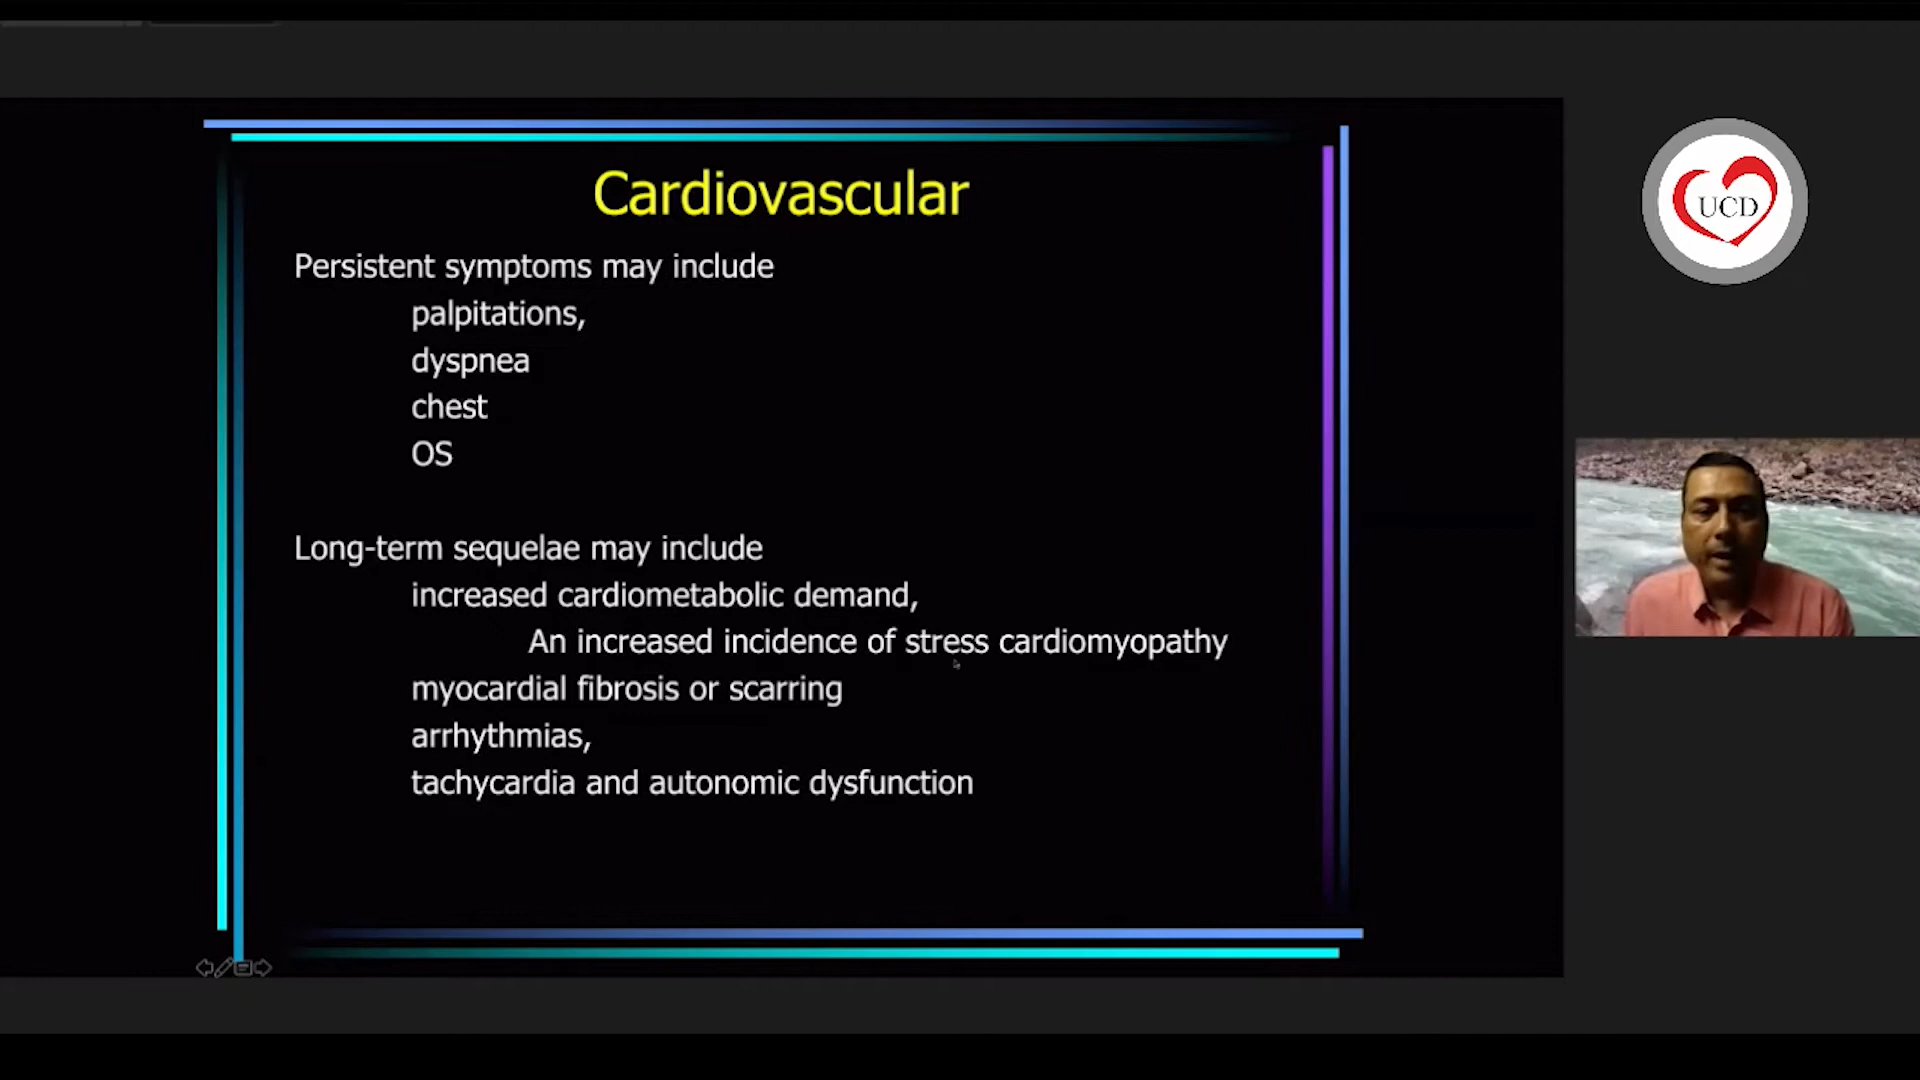 Cardiovascular
Persistent symptoms may include
palpitations,
dyspnea
chest
OS
Long-term sequelae may include
increased cardiometabolic demand,
An increased incidence of stress cardiomyopathy
myocardial fibrosis or scarring
arrhythmias,
tachycardia and autonomic dysfunction
UCD